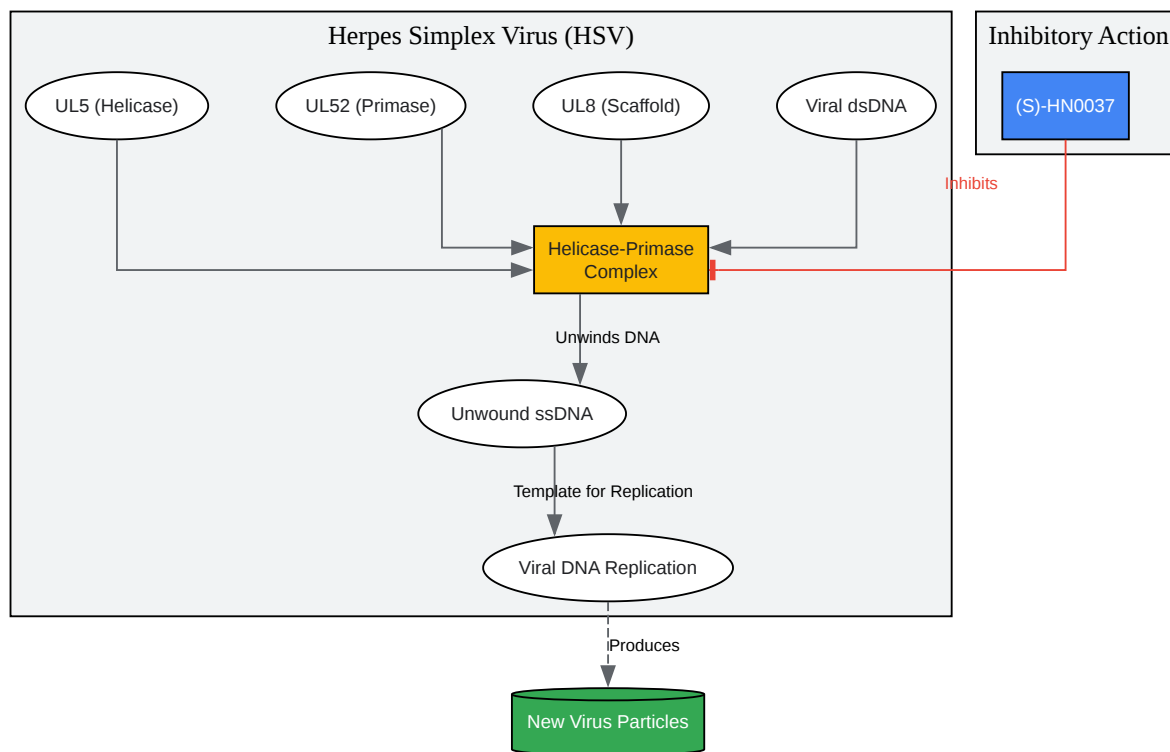 Herpes Simplex Virus (HSV)
Inhibitory Action
UL5 (Helicase)
UL52 (Primase)
UL8 (Scaffold)
Viral dsDNA
(S)-HN0037
Inhibits
Helicase-Primase
Complex
Unwinds DNA
Unwound ssDNA
Template for Replication
Viral DNA Replication
Produces
New Virus Particles